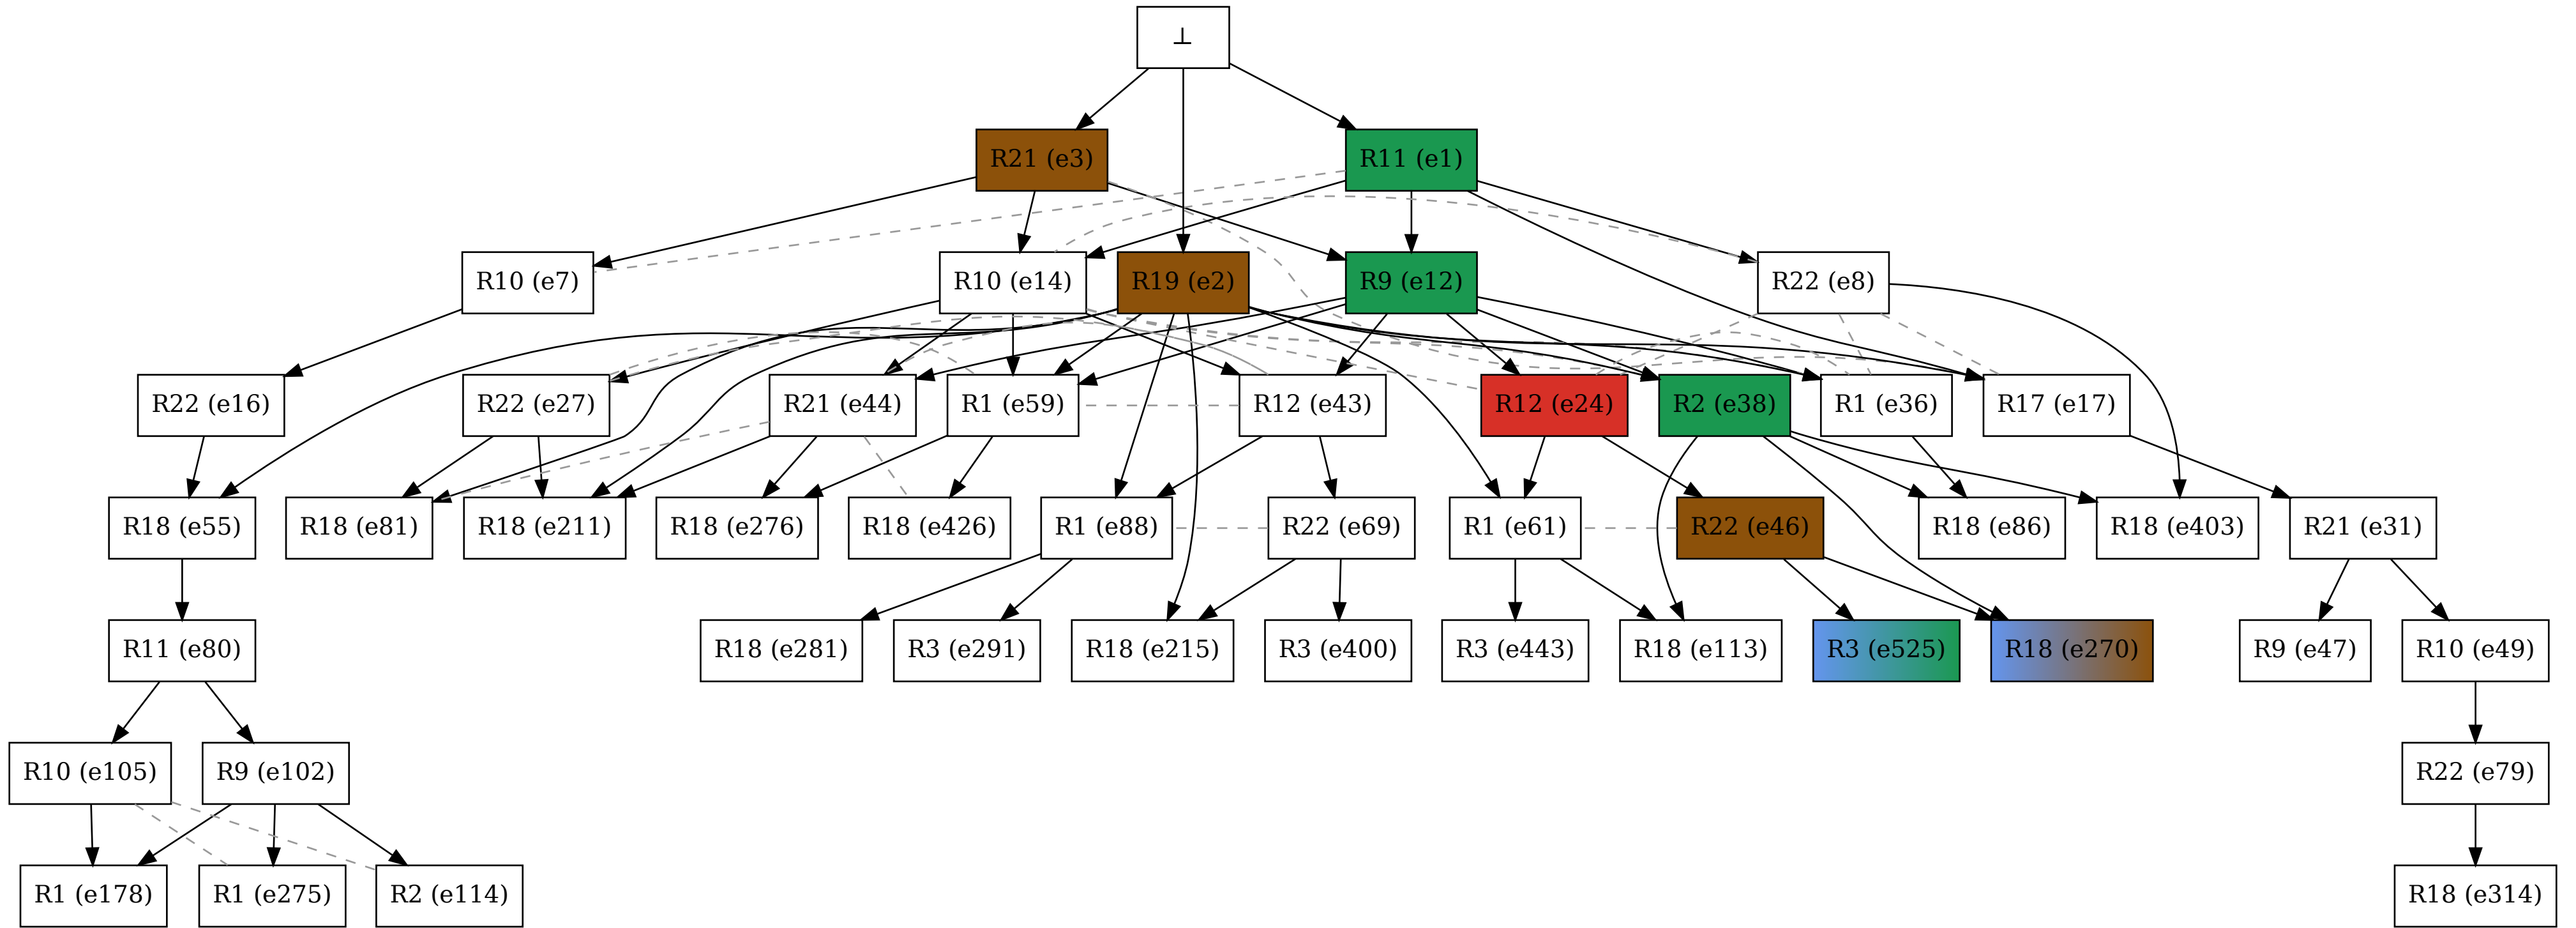 ⊥
R21 (e3)
R11 (e1)
R10 (e7)
R10 (e14)
R19 (e2)
R9 (e12)
R22 (e8)
R22 (e16)
R22 (e27)
R21 (e44)
R1 (e59)
R12 (e43)
R12 (e24)
R2 (e38)
R1 (e36)
R17 (e17)
R18 (e55)
R18 (e81)
R18 (e211)
R18 (e276)
R18 (e426)
R1 (e88)
R22 (e69)
R1 (e61)
R22 (e46)
R18 (e86)
R18 (e403)
R21 (e31)
R11 (e80)
R18 (e281)
R3 (e291)
R18 (e215)
R3 (e400)
R3 (e443)
R18 (e113)
R3 (e525)
R18 (e270)
R9 (e47)
R10 (e49)
R10 (e105)
R9 (e102)
R22 (e79)
R1 (e178)
R1 (e275)
R2 (e114)
R18 (e314)